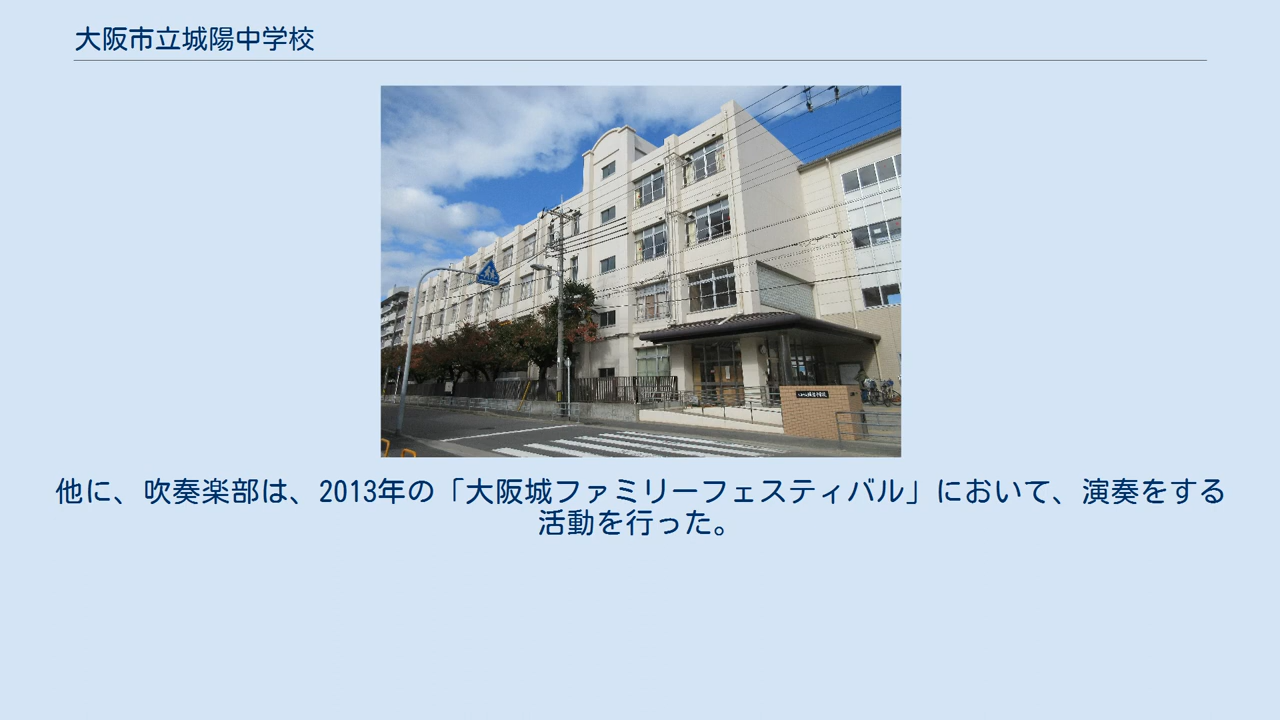 大阪市立城陽中学校
他に、吹奏楽部は、2013年の「大阪城ファミリーフェスティバル」において、演奏をする
活動を行った。